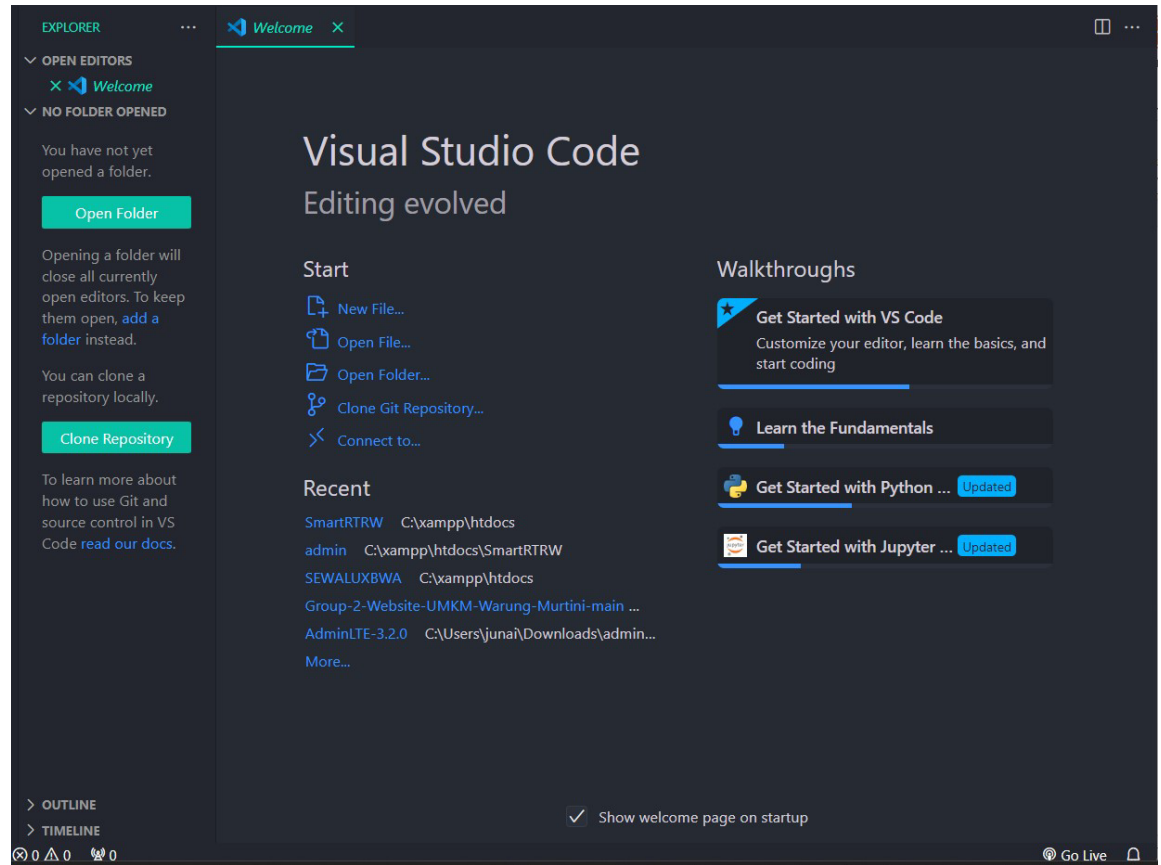 EXPLORER ...
OPEN EDITORS
Welcome
NO FOLDER OPENED
You have not yet
opened a folder.
Open Folder
Opening a folder will
close all currently
open editors. To keep
them open, add a
folder instead.
You can clone a
repository locally.
Clone Repository
To learn more about
how to use Git and
source control in VS
Code read our docs.
OUTLINE
TIMELINE
Welcome
Visual Studio Code
Editing evolved
Start
New File...
Open File...
Open Folder...
Clone Git Repository...
Connect to...
Recent
SmartRTRW C:\xampp\htdocs
admin C:\xampp\htdocs\SmartRTRW
SEWALUXBWA C:\xampp\htdocs
Group-2-Website-UMKM-Warung-Murtini-main ...
AdminLTE-3.2.0 C:\Users\junai\Downloads\admin...
More...
Walkthroughs
Get Started with VS Code
Customize your editor, learn the basics, and
start coding
Learn the Fundamentals
Get Started with Python ... Updated
Get Started with Jupyter ... Updated
Show welcome page on startup
0 0 0
Go Live